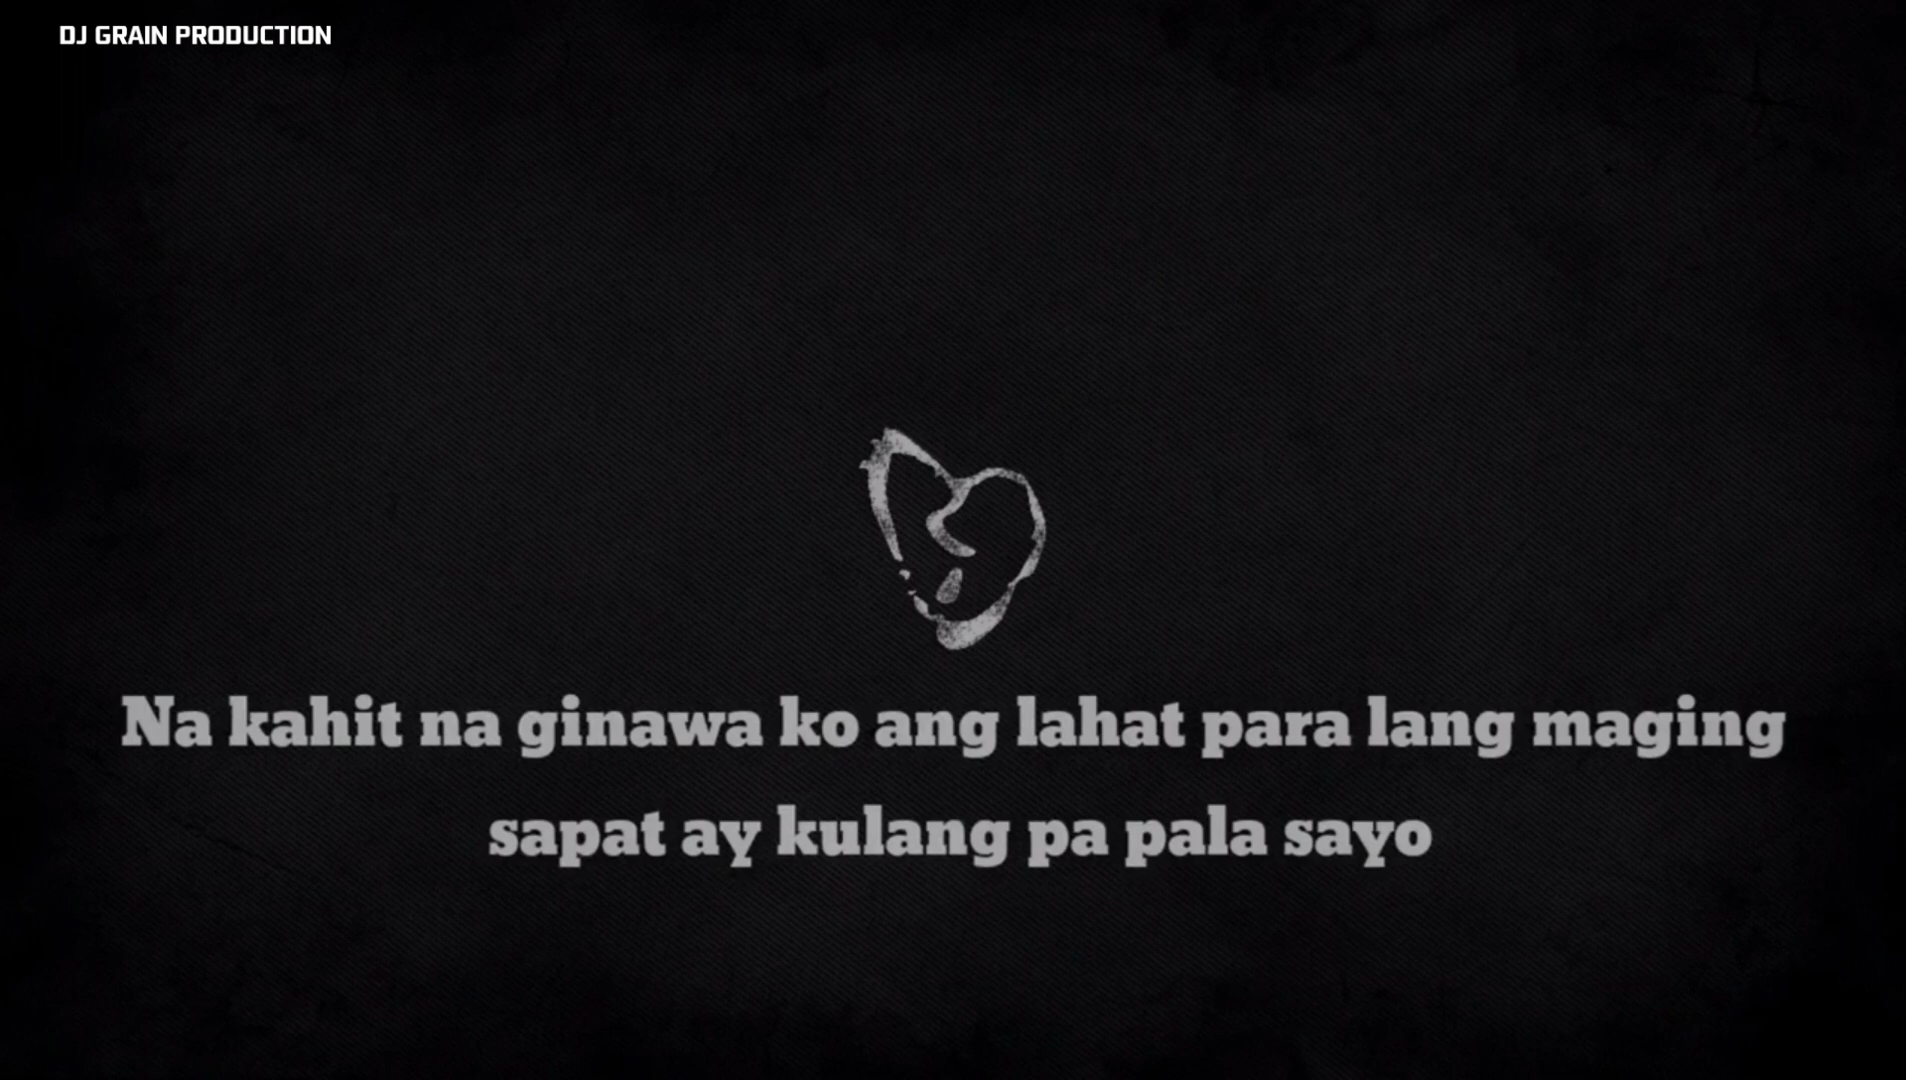 DJ GRAIN PRODUCTION
Na kahit na ginawa ko ang lahat para lang maging
sapat ay kulang pa pala sayo